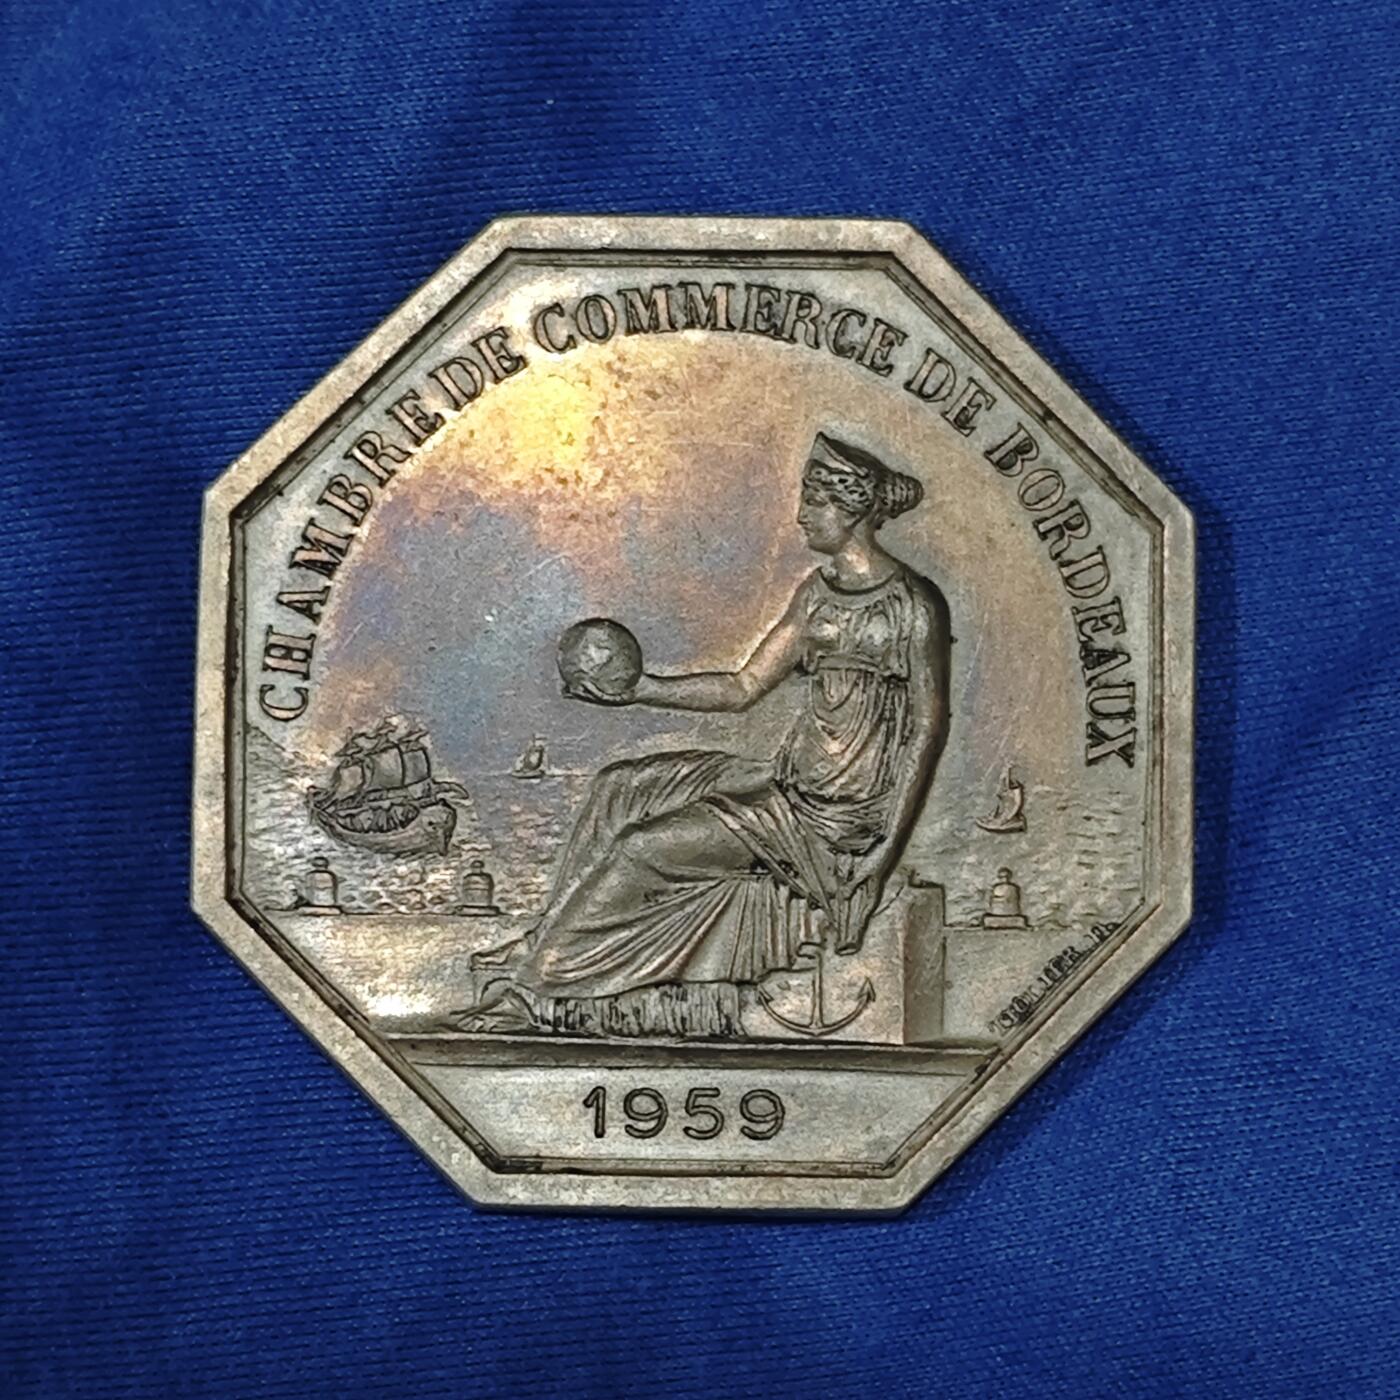 CHAMBRE DE COMMERCE DE BORDEAUX
1959